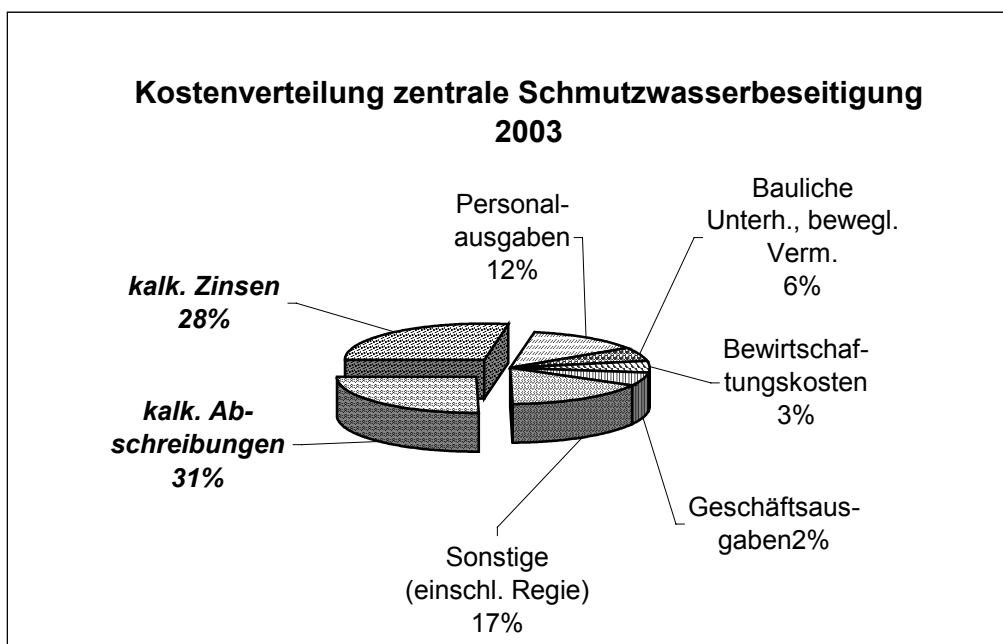 Kostenverteilung zentrale Schmutzwasserbeseitigung
2003
Personal-
ausgaben
12%
Bauliche
Unterh., bewegl.
Verm.
6%
kalk. Zinsen
28%
Bewirtschaf-
tungskosten
3%
kalk. Ab-
schreibungen
31%
Geschäftsaus-
gaben2%
Sonstige
(einschl. Regie)
17%